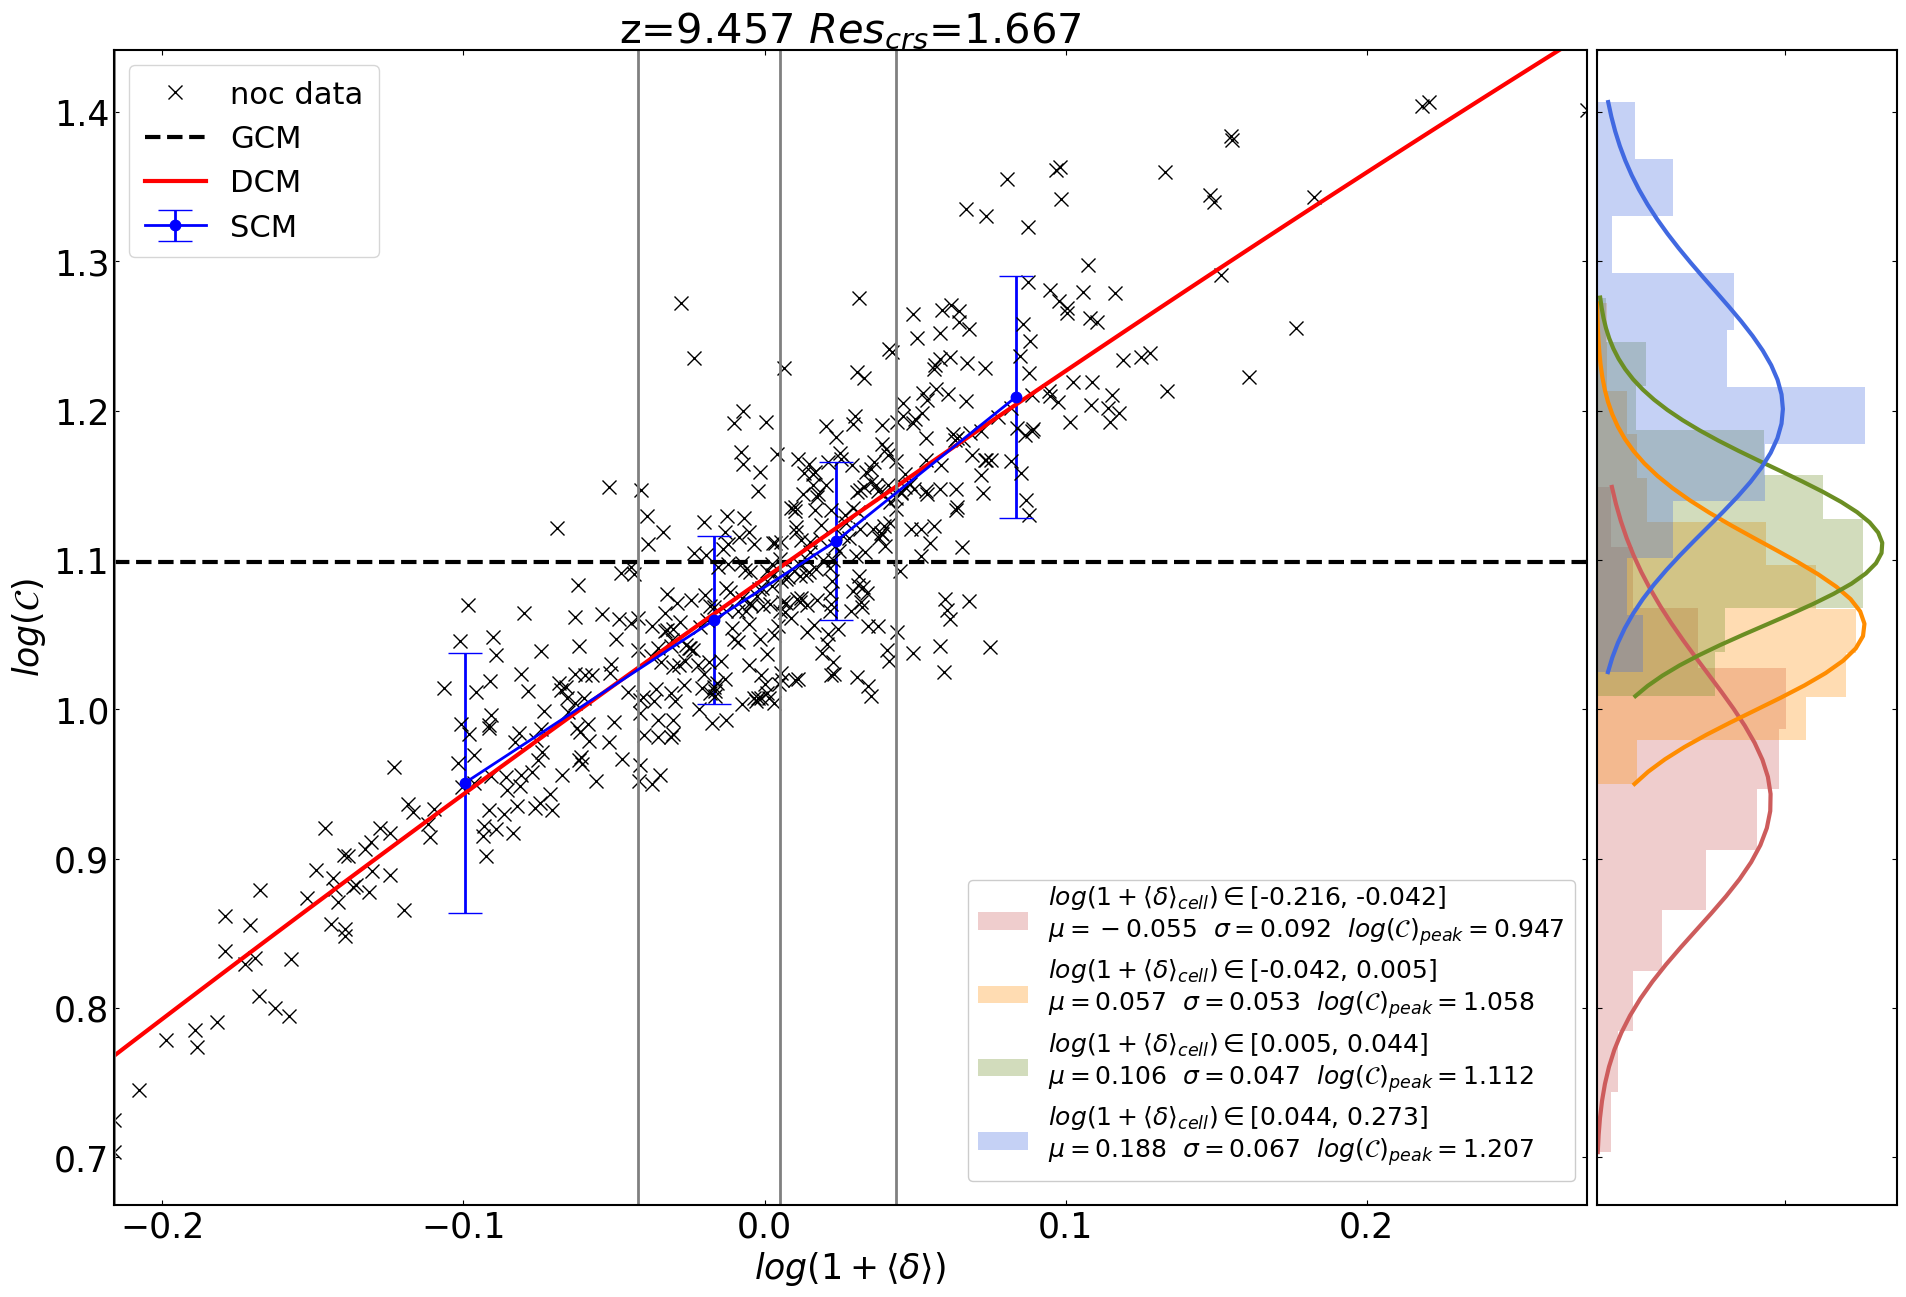 z=9.457 Res_crs=1.667
noc data
GCM
DCM
SCM
1.4
1.3
1.2
1.1
1.0
0.9
0.8
0.7
log(𝒞)
log(1 + ⟨δ⟩_cell) ∈ [-0.216, -0.042]
μ = −0.055 σ = 0.092 log(𝒞)_peak = 0.947
log(1 + ⟨δ⟩_cell) ∈ [-0.042, 0.005]
μ = 0.057 σ = 0.053 log(𝒞)_peak = 1.058
log(1 + ⟨δ⟩_cell) ∈ [0.005, 0.044]
μ = 0.106 σ = 0.047 log(𝒞)_peak = 1.112
log(1 + ⟨δ⟩_cell) ∈ [0.044, 0.273]
μ = 0.188 σ = 0.067 log(𝒞)_peak = 1.207
−0.2 −0.1 0.0 0.1 0.2
log(1 + ⟨δ⟩)